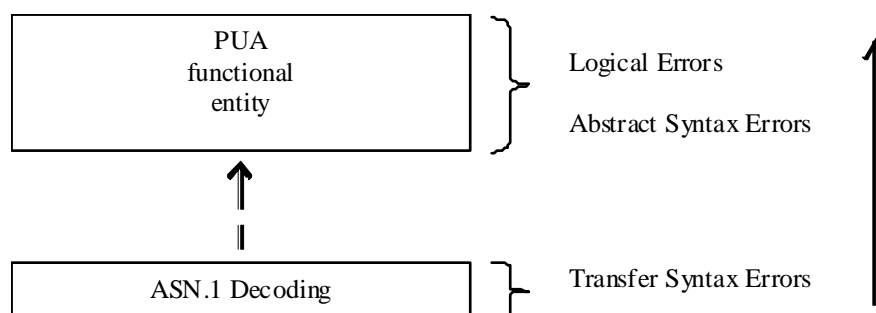 PUA
functional
entity
Logical Errors
Abstract Syntax Errors
ASN.1 Decoding
Transfer Syntax Errors